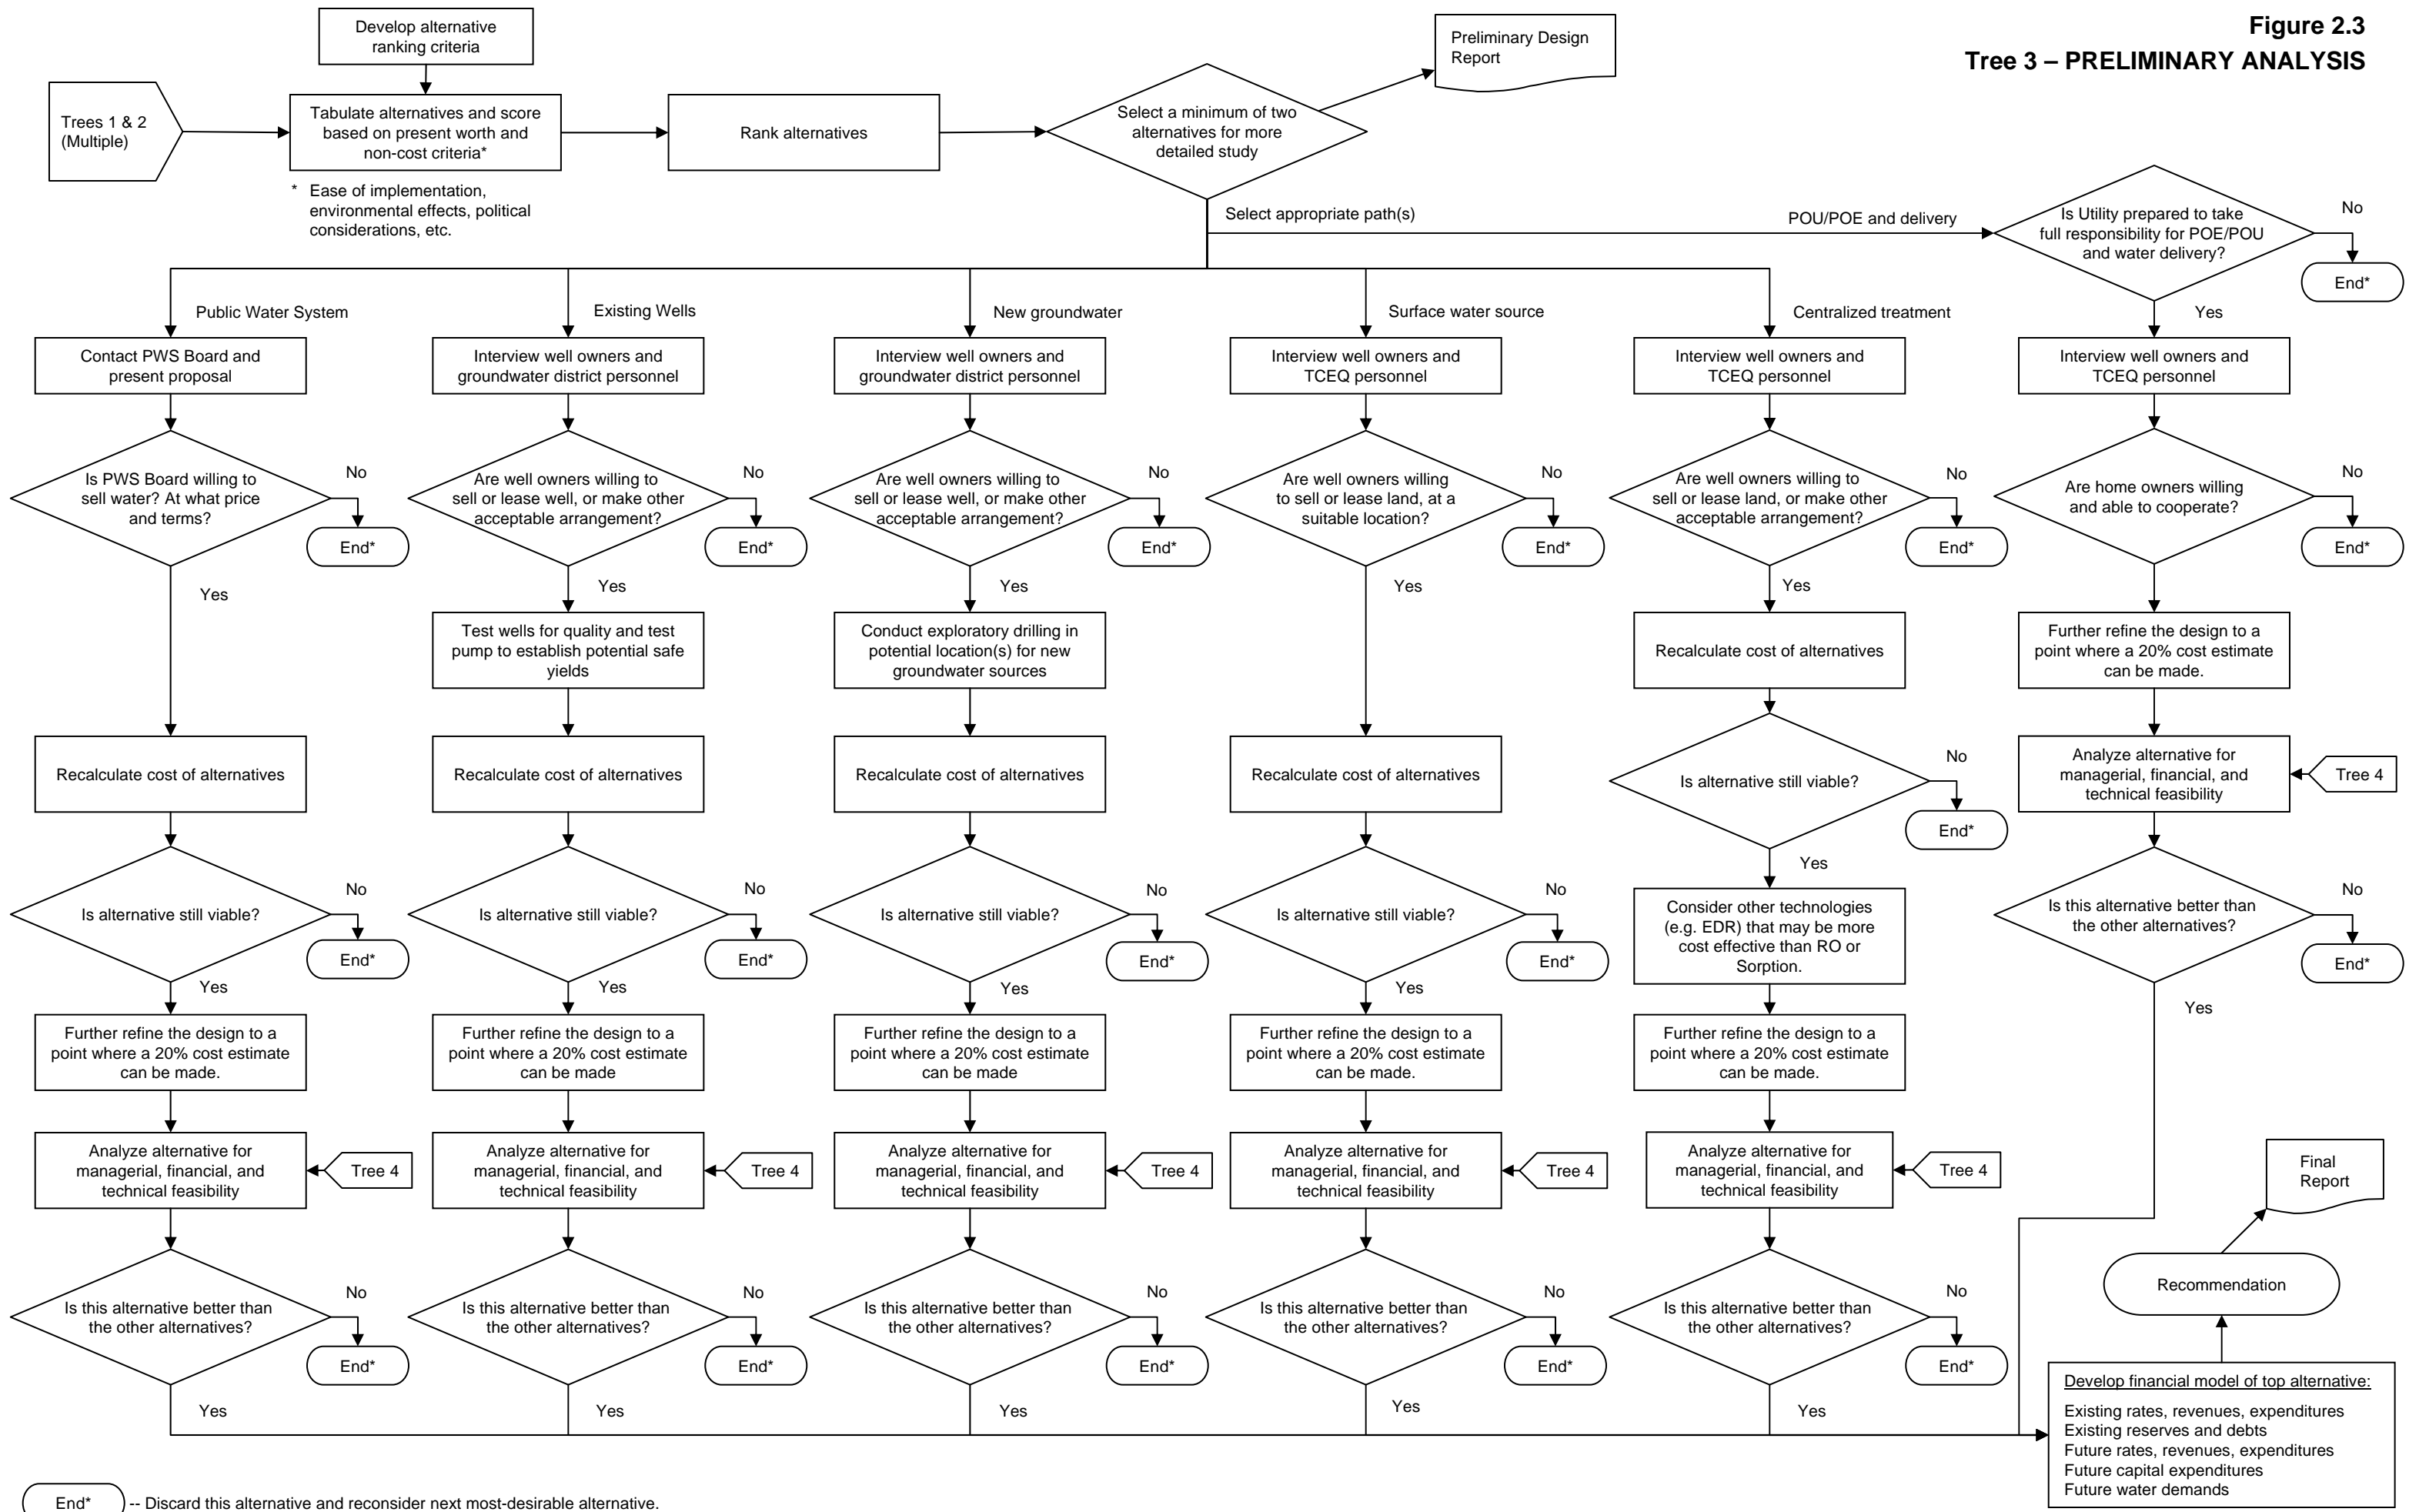 Figure 2.3
Tree 3 – PRELIMINARY ANALYSIS
Develop alternative
ranking criteria
Trees 1 & 2
(Multiple)
Tabulate alternatives and score
based on present worth and
non-cost criteria*
* Ease of implementation,
environmental effects, political
considerations, etc.
Rank alternatives
Select a minimum of two
alternatives for more
detailed study
Preliminary Design
Report
Select appropriate path(s)
POU/POE and delivery
Is Utility prepared to take
full responsibility for POE/POU
and water delivery?
No
End*
Yes
Public Water System
Contact PWS Board and
present proposal
Is PWS Board willing to
sell water? At what price
and terms?
No
End*
Yes
Recalculate cost of alternatives
Is alternative still viable?
No
End*
Yes
Further refine the design to a
point where a 20% cost estimate
can be made.
Analyze alternative for
managerial, financial, and
technical feasibility
Tree 4
Is this alternative better than
the other alternatives?
No
End*
Yes
Existing Wells
Interview well owners and
groundwater district personnel
Are well owners willing to
sell or lease well, or make other
acceptable arrangement?
No
End*
Yes
Test wells for quality and test
pump to establish potential safe
yields
Recalculate cost of alternatives
Is alternative still viable?
No
End*
Yes
Further refine the design to a
point where a 20% cost estimate
can be made
Analyze alternative for
managerial, financial, and
technical feasibility
Tree 4
Is this alternative better than
the other alternatives?
No
End*
Yes
New groundwater
Interview well owners and
groundwater district personnel
Are well owners willing to
sell or lease well, or make other
acceptable arrangement?
No
End*
Yes
Conduct exploratory drilling in
potential location(s) for new
groundwater sources
Recalculate cost of alternatives
Is alternative still viable?
No
End*
Yes
Further refine the design to a
point where a 20% cost estimate
can be made
Analyze alternative for
managerial, financial, and
technical feasibility
Tree 4
Is this alternative better than
the other alternatives?
No
End*
Yes
Surface water source
Interview well owners and
TCEQ personnel
Are well owners willing
to sell or lease land, at a
suitable location?
No
End*
Yes
Recalculate cost of alternatives
Is alternative still viable?
No
End*
Yes
Further refine the design to a
point where a 20% cost estimate
can be made.
Analyze alternative for
managerial, financial, and
technical feasibility
Tree 4
Is this alternative better than
the other alternatives?
No
End*
Yes
Centralized treatment
Interview well owners and
TCEQ personnel
Are well owners willing to
sell or lease land, or make other
acceptable arrangement?
No
End*
Yes
Recalculate cost of alternatives
Is alternative still viable?
No
End*
Yes
Consider other technologies
(e.g. EDR) that may be more
cost effective than RO or
Sorption.
Further refine the design to a
point where a 20% cost estimate
can be made.
Analyze alternative for
managerial, financial, and
technical feasibility
Tree 4
Is this alternative better than
the other alternatives?
No
End*
Yes
Interview well owners and
TCEQ personnel
Are home owners willing
and able to cooperate?
No
End*
Further refine the design to a
point where a 20% cost estimate
can be made.
Analyze alternative for
managerial, financial, and
technical feasibility
Tree 4
Is this alternative better than
the other alternatives?
No
End*
Yes
Final
Report
Recommendation
Develop financial model of top alternative:
Existing rates, revenues, expenditures
Existing reserves and debts
Future rates, revenues, expenditures
Future capital expenditures
Future water demands
End* -- Discard this alternative and reconsider next most-desirable alternative.